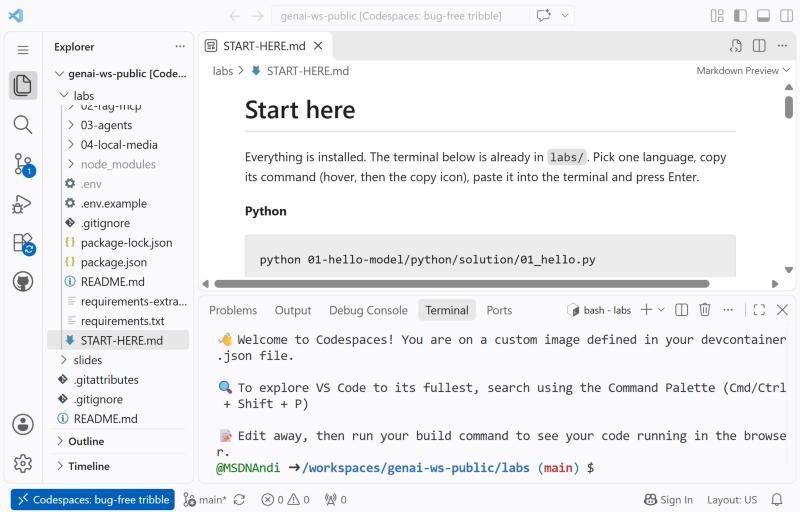 genai-ws-public [Codespaces: bug-free tribble]
Explorer
genai-ws-public [Code...
labs
02-rag-mcp
03-agents
04-local-media
node_modules
.env
.env.example
.gitignore
package-lock.json
package.json
README.md
requirements-extra...
requirements.txt
START-HERE.md
slides
.gitattributes
.gitignore
README.md
Outline
Timeline
START-HERE.md
labs > START-HERE.md
Markdown Preview
Start here
Everything is installed. The terminal below is already in labs/. Pick one language, copy
its command (hover, then the copy icon), paste it into the terminal and press Enter.
Python
python 01-hello-model/python/solution/01_hello.py
Problems Output Debug Console Terminal Ports
bash - labs
👋 Welcome to Codespaces! You are on a custom image defined in your devcontainer
.json file.
🔍 To explore VS Code to its fullest, search using the Command Palette (Cmd/Ctrl
+ Shift + P)
📝 Edit away, then run your build command to see your code running in the browse
r.
@MSDNAndi ➜/workspaces/genai-ws-public/labs (main) $
1
Codespaces: bug-free tribble main* 0 0 0 Sign In Layout: US